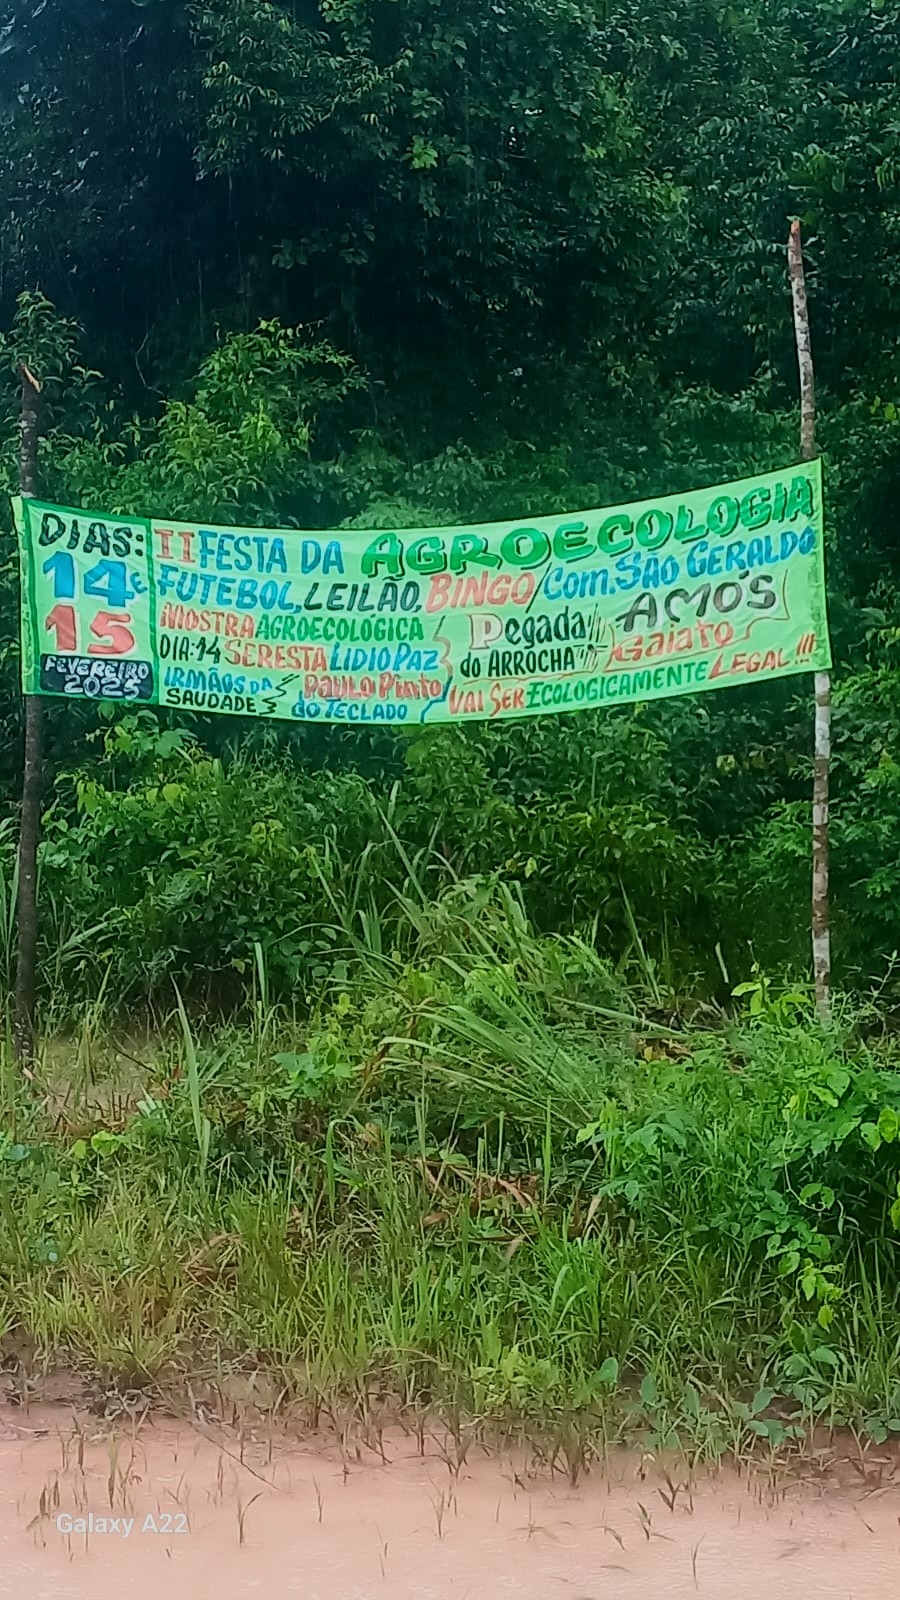 DIAS:
14 E
15
FEVEREIRO
2025
II FESTA DA AGROECOLOGIA
FUTEBOL, LEILÃO, BINGO/Com. SÃO GERALDO
MOSTRA AGROECOLÓGICA
DIA: 14 SERESTA LIDIO PAZ
IRMÃOS DA SAUDADE
PAULO Pinto do TECLADO
Pegada do ARROCHA
AMÓS Gaiato
VAI SER ECOLOGICAMENTE LEGAL!!!
Galaxy A22